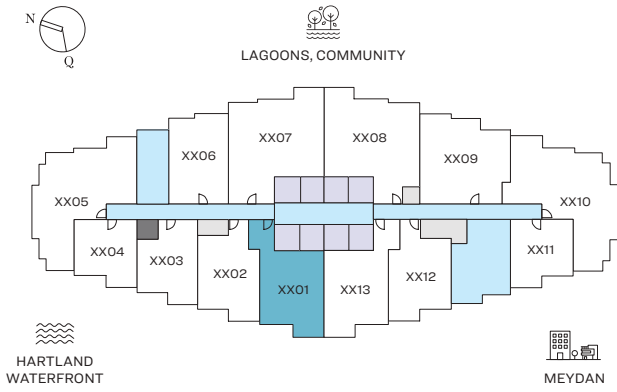 N
Q
LAGOONS, COMMUNITY
XX07
XX08
XX06
XX09
XX05
XX10
XX04
XX03
XX02
XX01
XX13
XX12
XX11
HARTLAND
WATERFRONT
MEYDAN